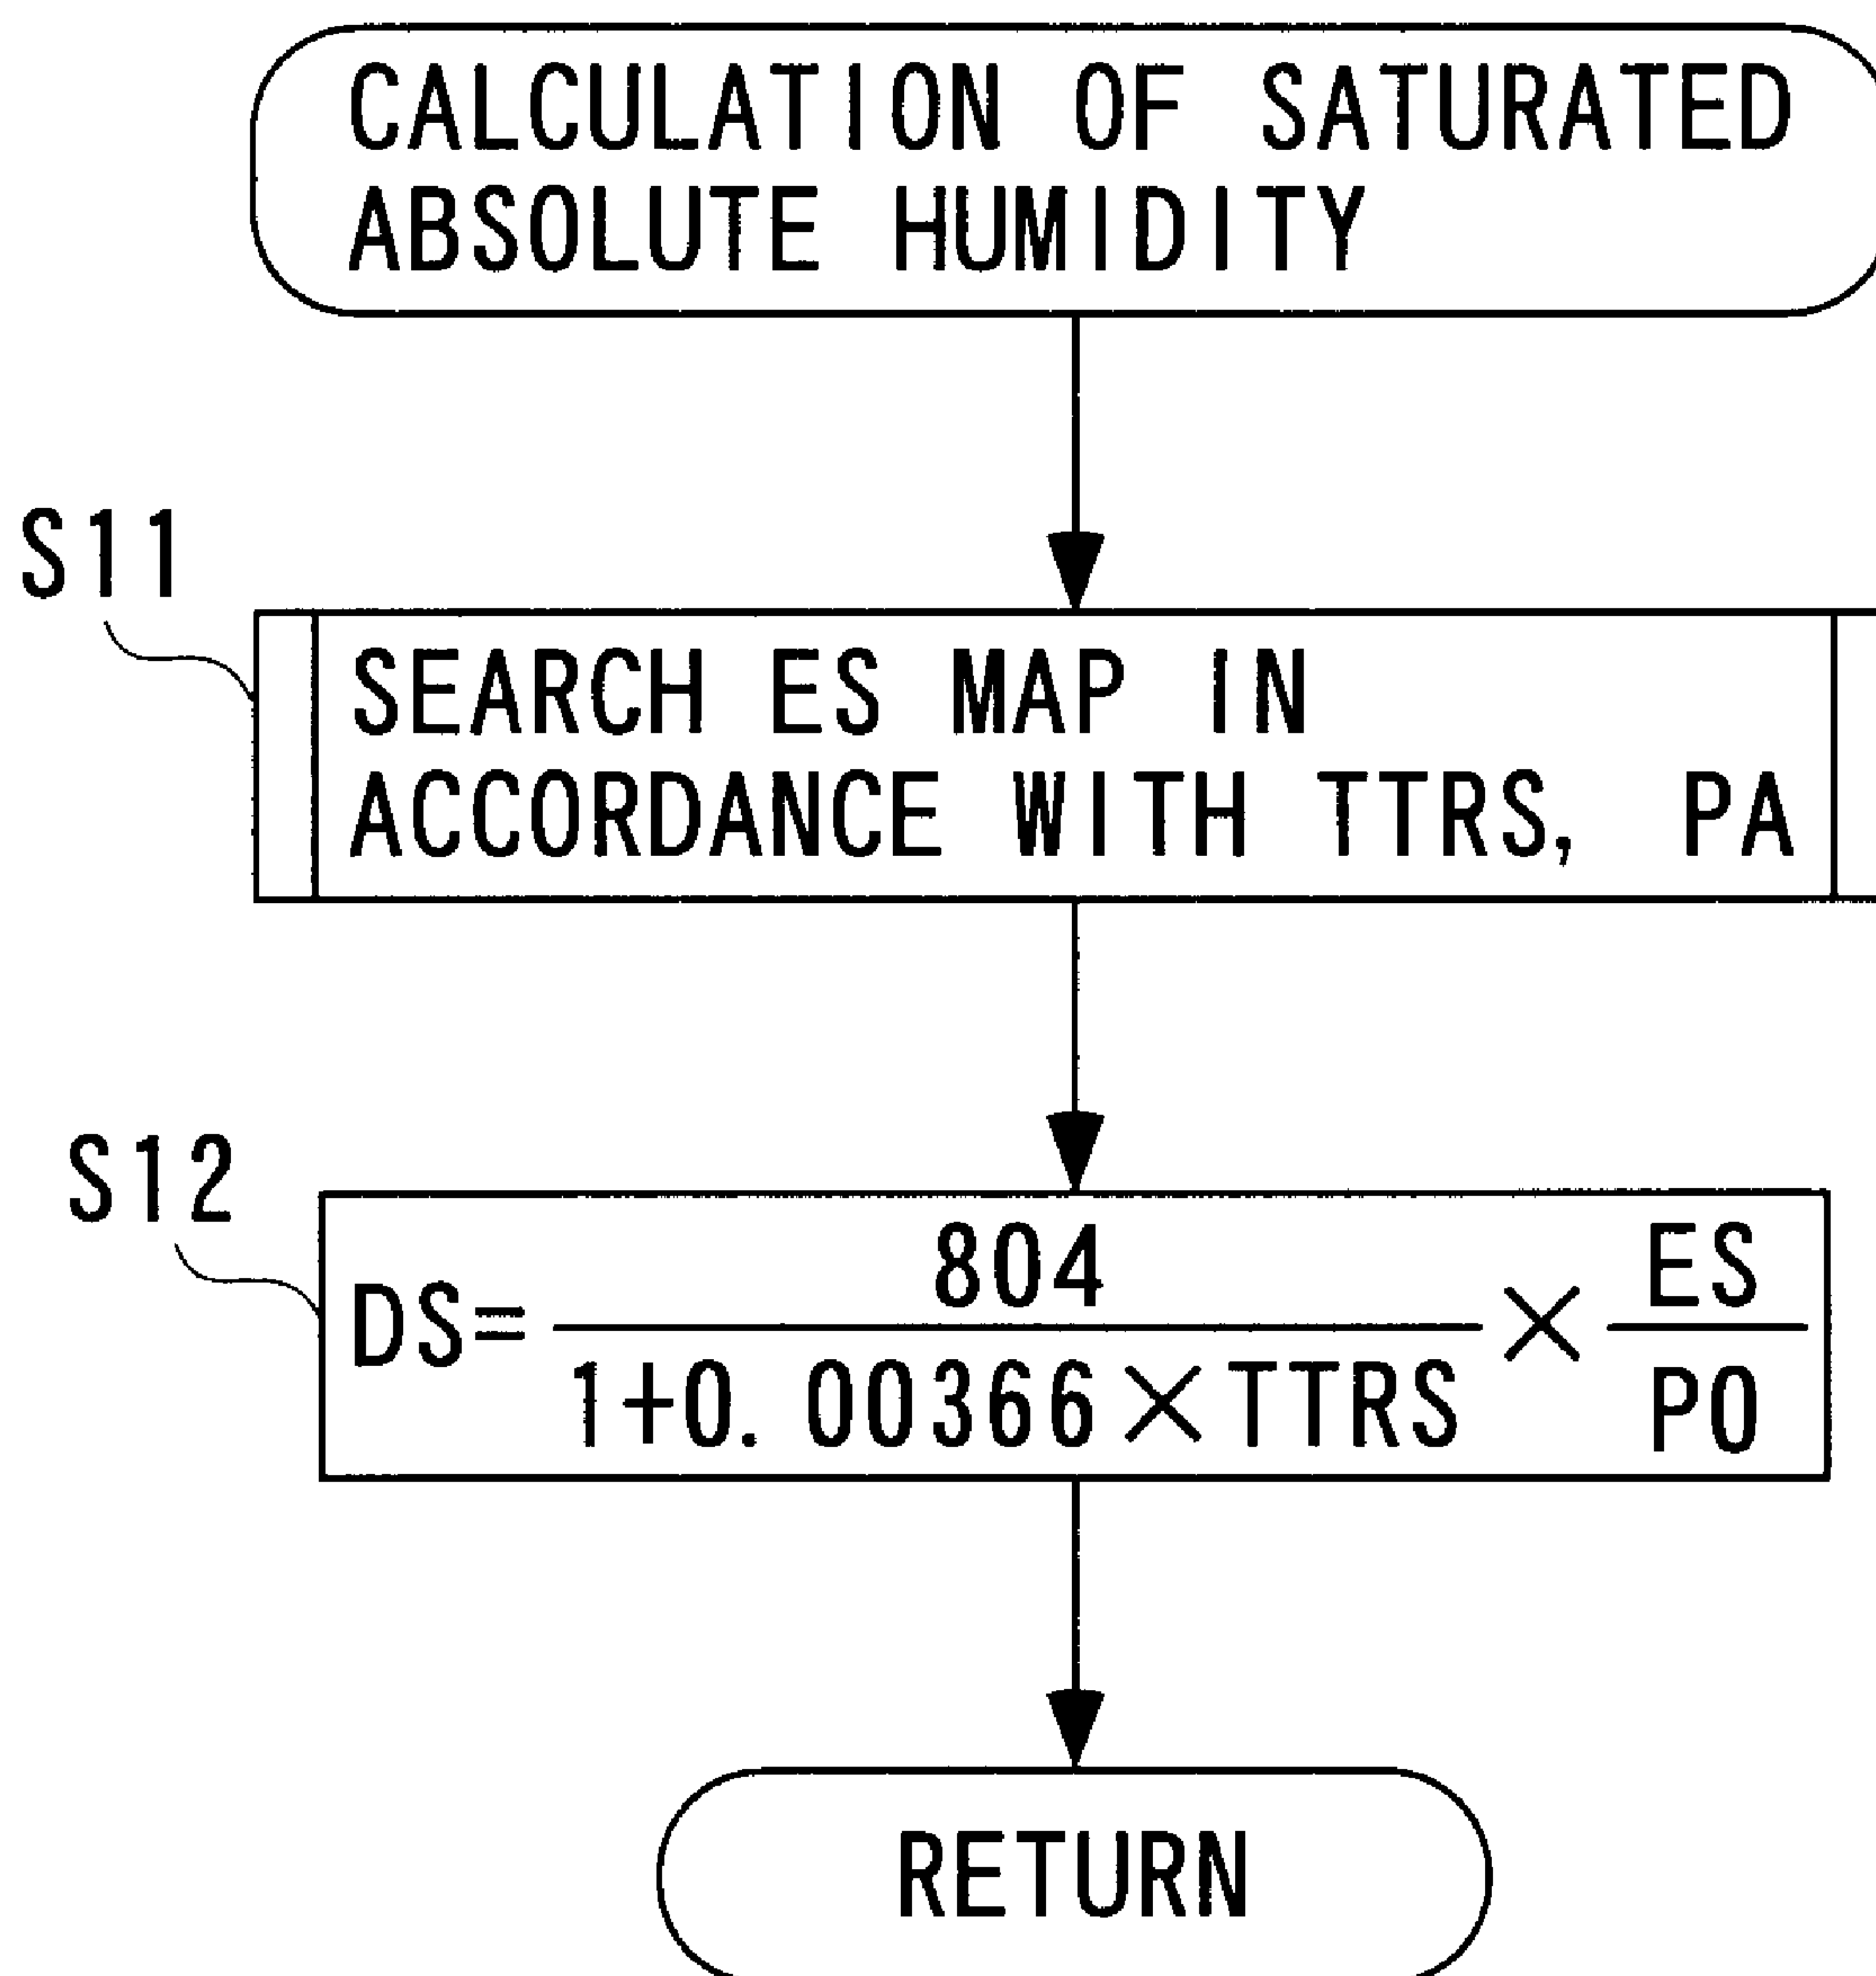 CALCULATION OF SATURATED
ABSOLUTE HUMIDITY
S11
SEARCH ES MAP IN
ACCORDANCE WITH TTRS, PA
S12
DS= 804 / 1+0.00366×TTRS × ES / P0
RETURN